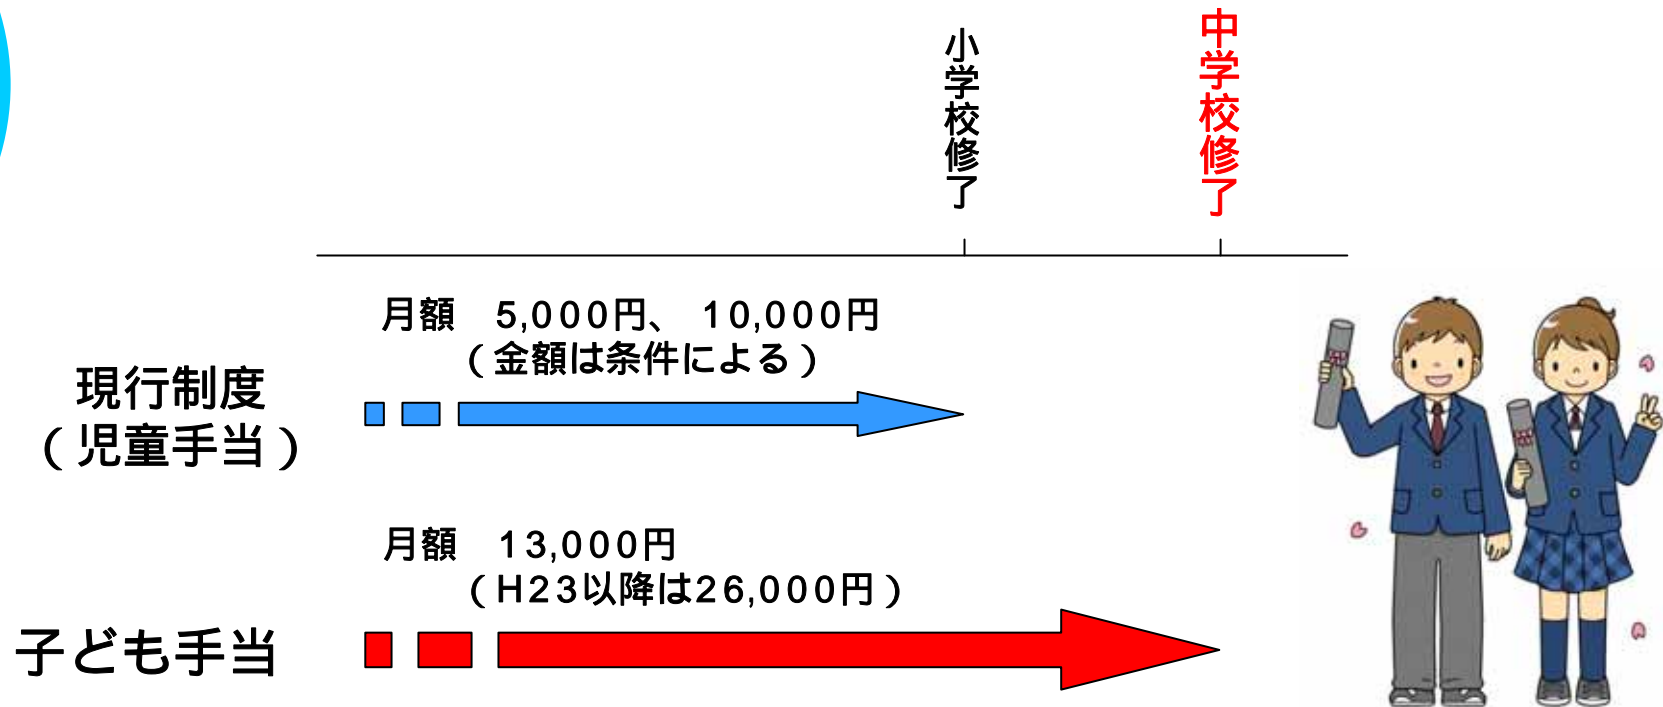 小学校修了
中学校修了
月額　5,000円、 10,000円
（金額は条件による）
現行制度
（児童手当）
月額　13,000円
（H23以降は26,000円）
子ども手当